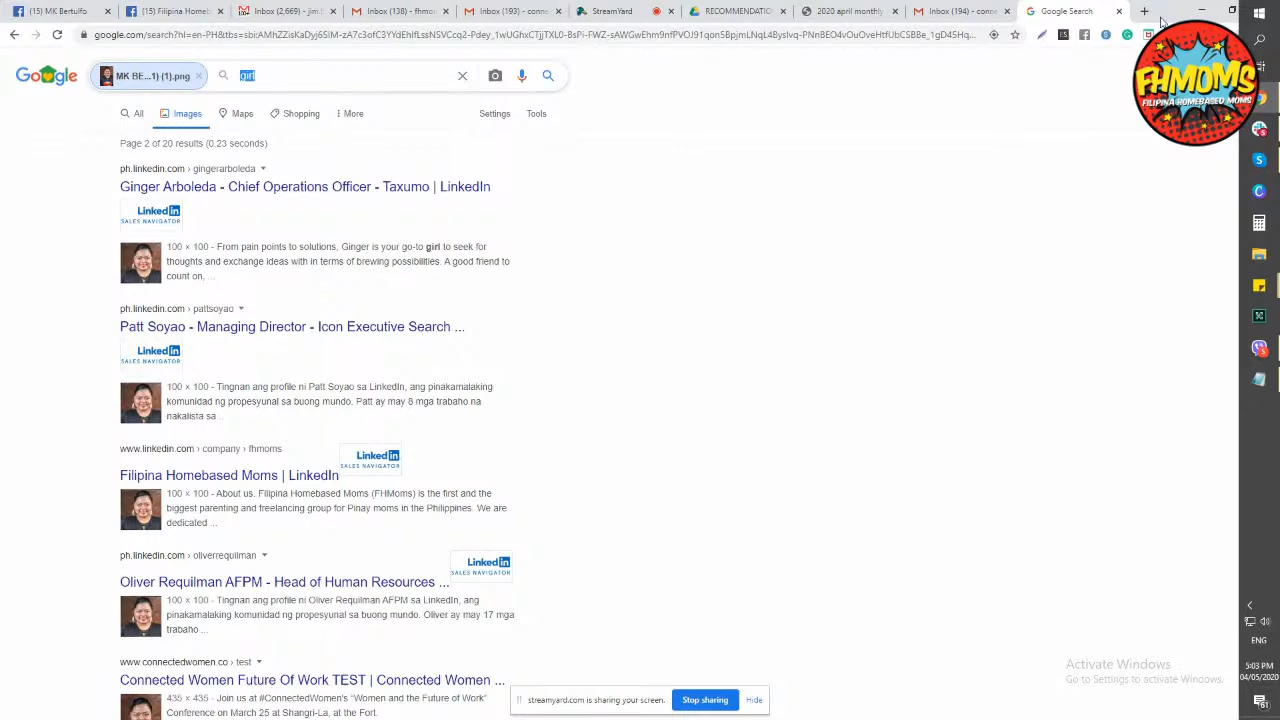 (1) MK Bertulfo
(1) Filipina Homeb
Inbox (2,669) - jim
Inbox (138) - fhmo
Inbox (193) - conne
StreamYard
RECOMMENDATIO
2020 april monthly
Inbox (194) - conne
Google Search
google.com/search?hl=en-PH&tbs=
MK BE...1) (1).png
girl
All
Images
Maps
Shopping
More
Settings
Tools
FHMOMS
FILIPINA HOMEBASED MOMS
Page 2 of 20 results (0.23 seconds)
ph.linkedin.com › gingerarboleda
Ginger Arboleda - Chief Operations Officer - Taxumo | LinkedIn
LinkedIn
SALES NAVIGATOR
100 × 100 - From pain points to solutions, Ginger is your go-to girl to seek for
thoughts and exchange ideas with in terms of brewing possibilities. A good friend to
count on, ...
ph.linkedin.com › pattsoyao
Patt Soyao - Managing Director - Icon Executive Search ...
LinkedIn
SALES NAVIGATOR
100 × 100 - Tingnan ang profile ni Patt Soyao sa LinkedIn, ang pinakamalaking
komunidad ng propesyunal sa buong mundo. Patt ay may 8 mga trabaho na
nakalista sa ...
www.linkedin.com › company › fhmoms
LinkedIn
SALES NAVIGATOR
Filipina Homebased Moms | LinkedIn
100 × 100 - About us. Filipina Homebased Moms (FHMoms) is the first and the
biggest parenting and freelancing group for Pinay moms in the Philippines. We are
dedicated ...
ph.linkedin.com › oliverrequilman
LinkedIn
SALES NAVIGATOR
Oliver Requilman AFPM - Head of Human Resources ...
100 × 100 - Tingnan ang profile ni Oliver Requilman AFPM sa LinkedIn, ang
pinakamalaking komunidad ng propesyunal sa buong mundo. Oliver ay may 17 mga
trabaho ...
www.connectedwomen.co › test
Connected Women Future Of Work TEST | Connected Women ...
435 × 435 - Join us at #ConnectedWomen's "Women and the Future of Work"
Conference on March 25 at Shangri-La, at the Fort.
Activate Windows
Go to Settings to activate Windows.
streamyard.com is sharing your screen.
Stop sharing
Hide
ENG
5:03 PM
04/05/2020
61